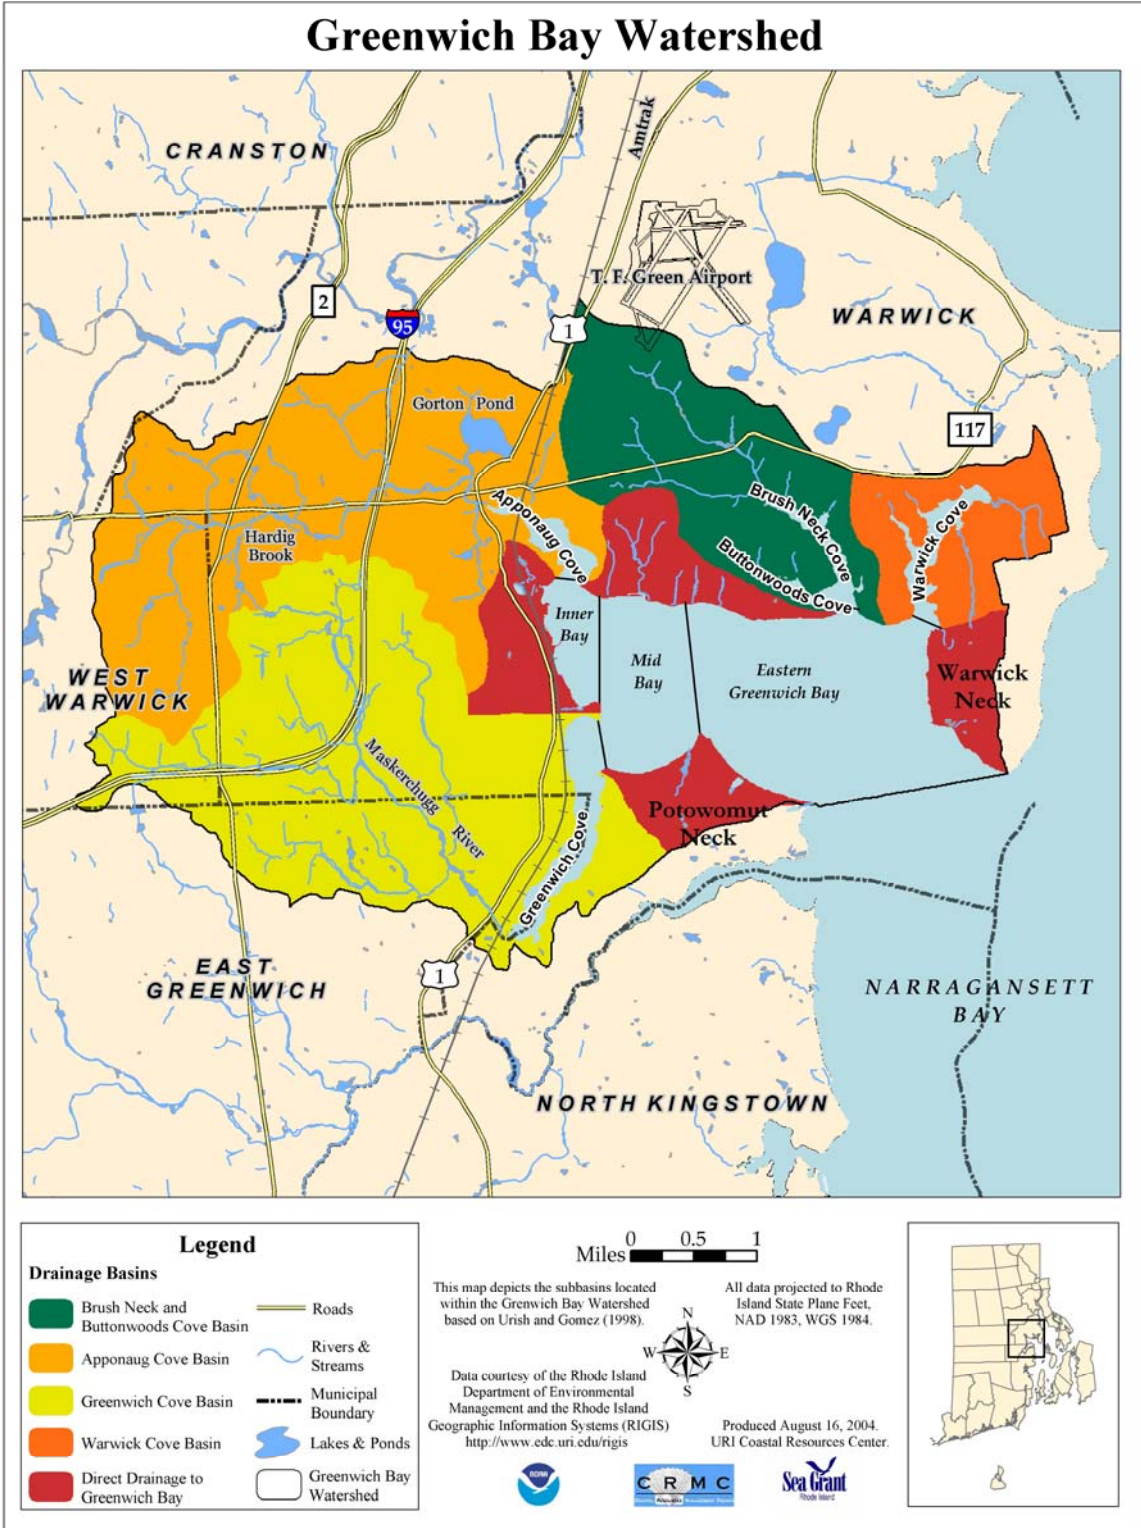 Greenwich Bay Watershed
CRANSTON
Amtrak
T. F. Green Airport
2
95
1
WARWICK
Gorton Pond
117
Apponaug Cove
Brush Neck Cove
Warwick Cove
Hardig
Brook
Buttonwoods Cove
Inner
Bay
Mid
Bay
Eastern
Greenwich Bay
WEST
WARWICK
Warwick
Neck
Maskerchugg
River
Potowomut
Neck
Greenwich Cove
EAST
GREENWICH
1
NARRAGANSETT
BAY
NORTH KINGSTOWN
Legend
Drainage Basins
Brush Neck and
Buttonwoods Cove Basin
Apponaug Cove Basin
Greenwich Cove Basin
Warwick Cove Basin
Direct Drainage to
Greenwich Bay
Roads
Rivers &
Streams
Municipal
Boundary
Lakes & Ponds
Greenwich Bay
Watershed
0 0.5 1
Miles
This map depicts the subbasins located
within the Grenwich Bay Watershed
based on Urish and Gomez (1998).
All data projected to Rhode
Island State Plane Feet,
NAD 1983, WGS 1984.
N
W E
S
Data courtesy of the Rhode Island
Department of Environmental
Management and the Rhode Island
Geographic Information Systems (RIGIS)
http://www.edc.uri.edu/rigis
Produced August 16, 2004.
URI Coastal Resources Center.
C R M C
Sea Grant
Rhode Island